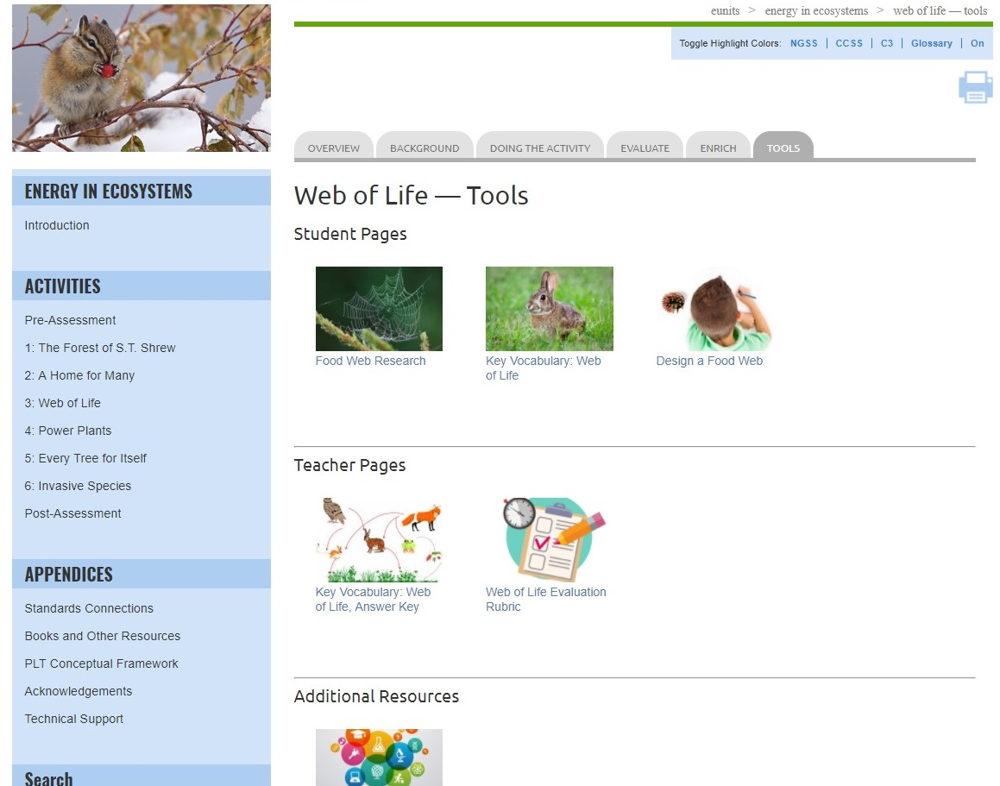 eunits > energy in ecosystems > web of life — tools
Toggle Highlight Colors: NGSS | CCSS | C3 | Glossary | On
OVERVIEW BACKGROUND DOING THE ACTIVITY EVALUATE ENRICH TOOLS
ENERGY IN ECOSYSTEMS
Introduction
ACTIVITIES
Pre-Assessment
1: The Forest of S.T. Shrew
2: A Home for Many
3: Web of Life
4: Power Plants
5: Every Tree for Itself
6: Invasive Species
Post-Assessment
APPENDICES
Standards Connections
Books and Other Resources
PLT Conceptual Framework
Acknowledgements
Technical Support
Search
Web of Life — Tools
Student Pages
Food Web Research
Key Vocabulary: Web
of Life
Design a Food Web
Teacher Pages
Key Vocabulary: Web
of Life, Answer Key
Web of Life Evaluation
Rubric
Additional Resources